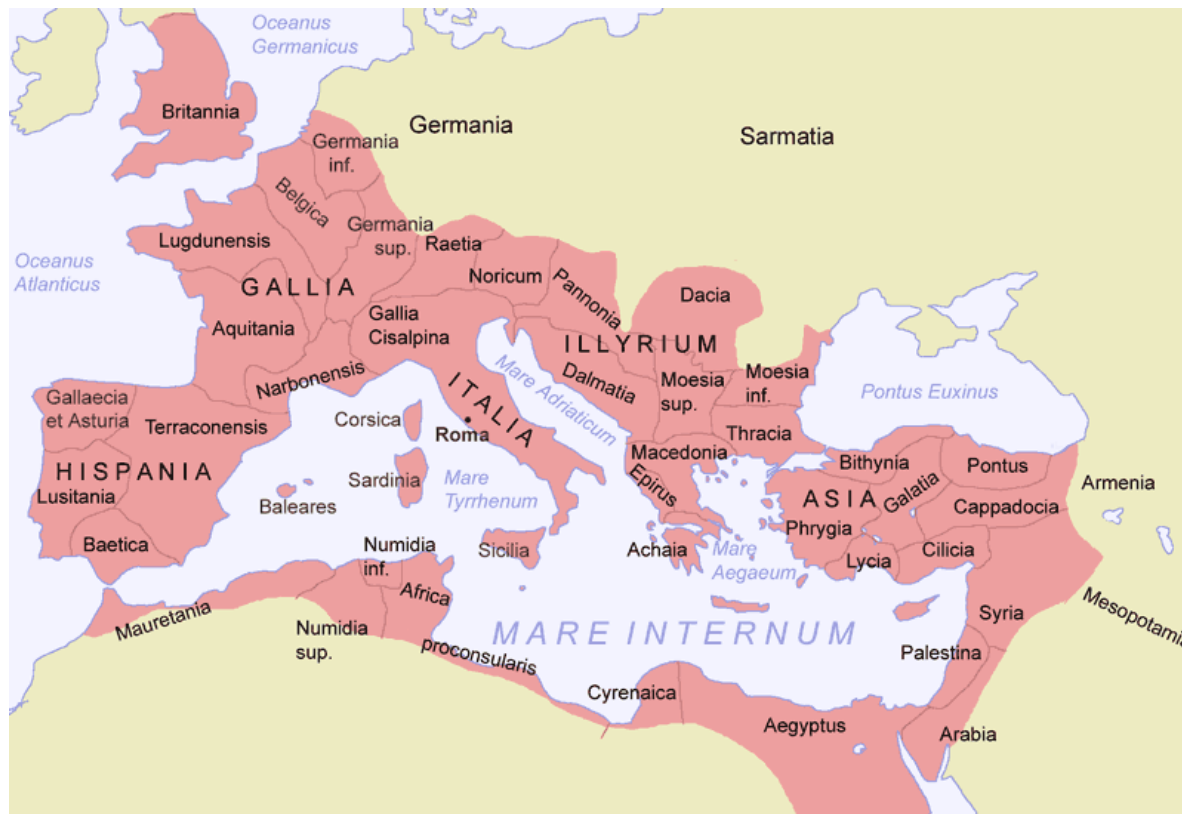 Oceanus
Germanicus
Britannia
Germania
Sarmatia
Germania
inf.
Belgica
Germania
sup.
Lugdunensis
Raetia
Oceanus
Atlanticus
Noricum
Pannonia
GALLIA
Dacia
Gallia
Cisalpina
Aquitania
ILLYRIUM
Mare Adriaticum
Dalmatia
Moesia
sup.
Moesia
inf.
Pontus Euxinus
Narbonensis
ITALIA
Gallaecia
et Asturia
Corsica
Terraconensis
Roma
Thracia
Macedonia
Bithynia
Pontus
HISPANIA
Sardinia
Mare
Tyrrhenum
Epirus
ASIA
Galatia
Armenia
Lusitania
Baleares
Cappadocia
Phrygia
Baetica
Numidia
inf.
Sicilia
Achaia
Mare
Aegaeum
Lycia
Cilicia
Africa
proconsularis
Mauretania
Numidia
sup.
MARE INTERNUM
Syria
Mesopotamia
Palestina
Cyrenaica
Aegyptus
Arabia